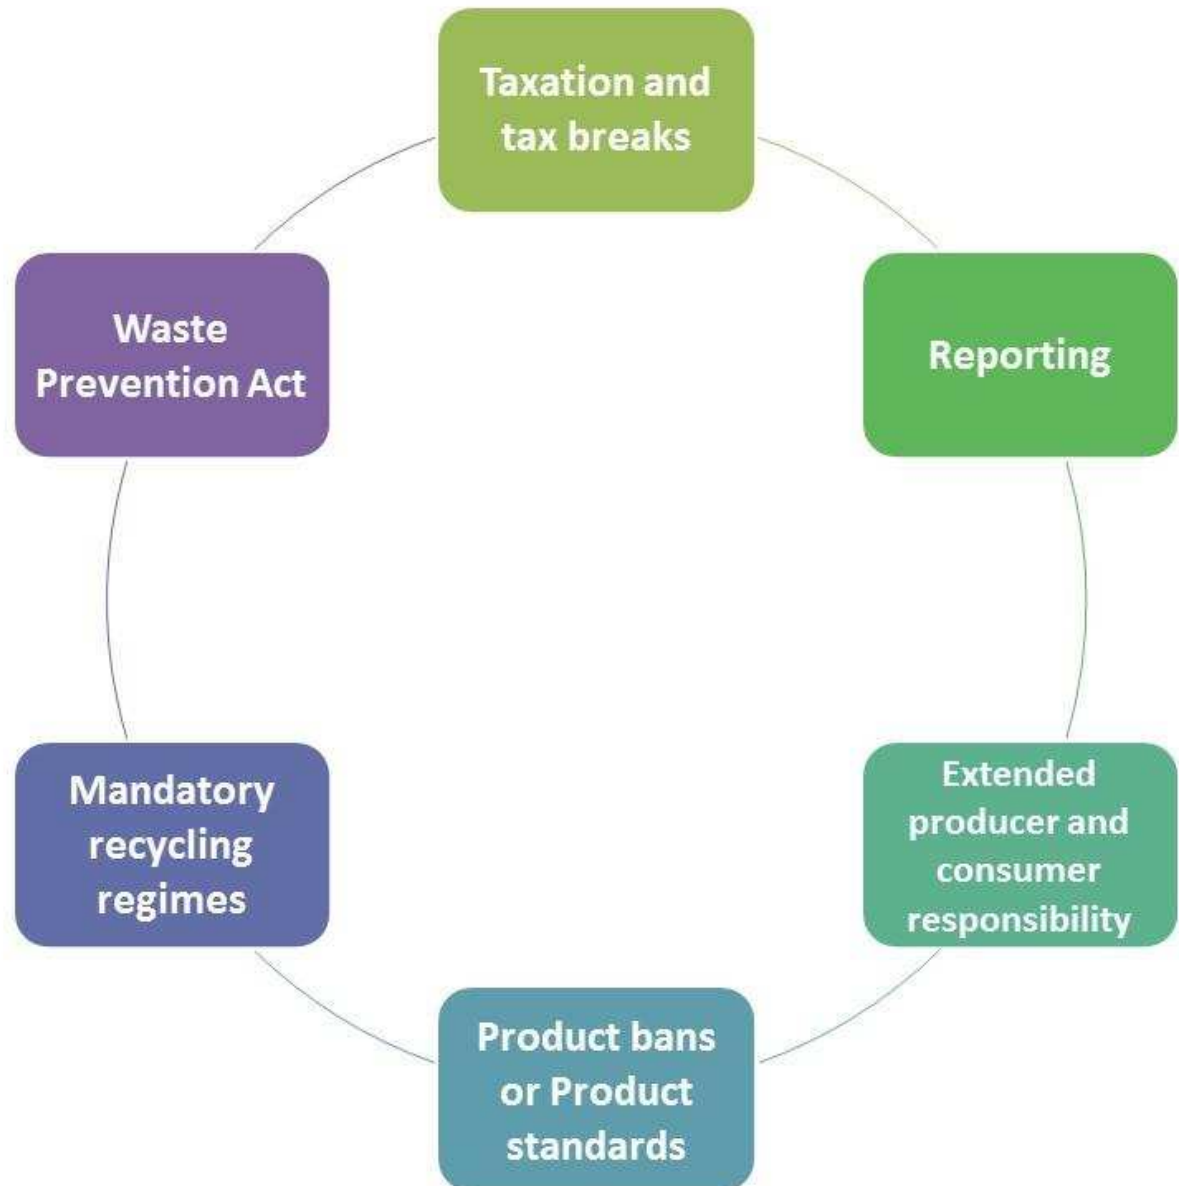 Taxation and
tax breaks
Reporting
Extended
producer and
consumer
responsibility
Product bans
or Product
standards
Mandatory
recycling
regimes
Waste
Prevention Act